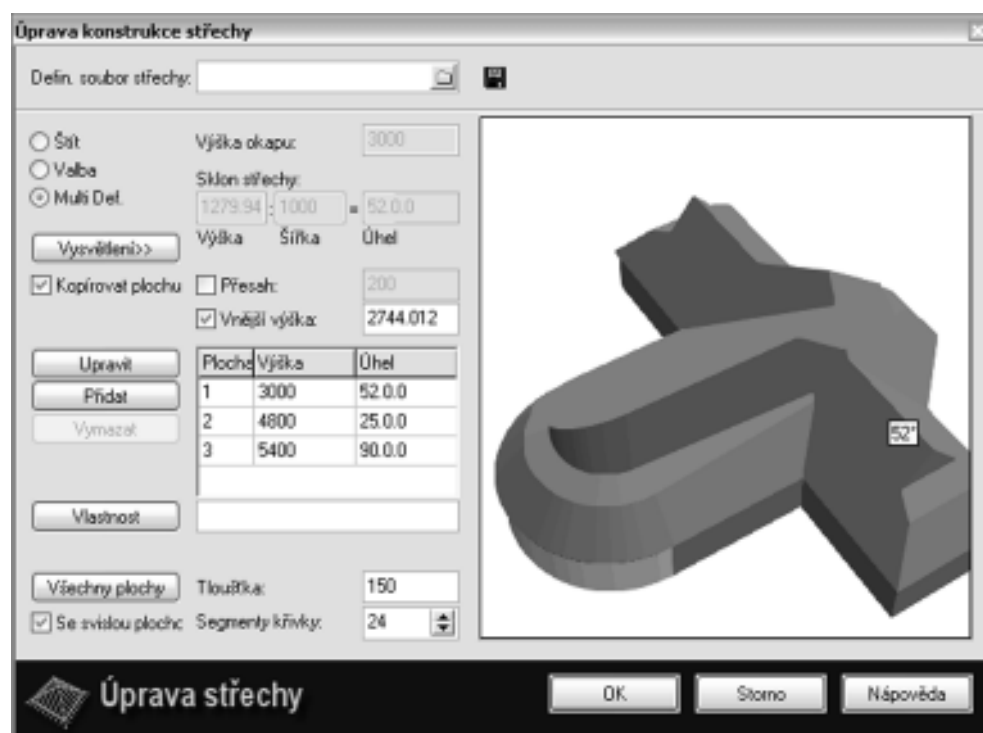 Úprava konstrukce střechy
Defin. soubor střechy:
Štít
Valba
Multi Def.
Výška okapu: 3000
Sklon střechy:
1279.94 : 1000 = 52.0.0
Výška Šířka Úhel
Vysvětlení>>
Kopírovat plochu
Přesah: 200
Vnější výška: 2744.012
Upravit
Přidat
Vymazat
Plocha Výška Úhel
1 3000 52.0.0
2 4800 25.0.0
3 5400 90.0.0
Vlastnost
Všechny plochy
Tloušťka: 150
Se svislou plocho
Segmenty křivky: 24
52°
Úprava střechy
OK
Storno
Nápověda